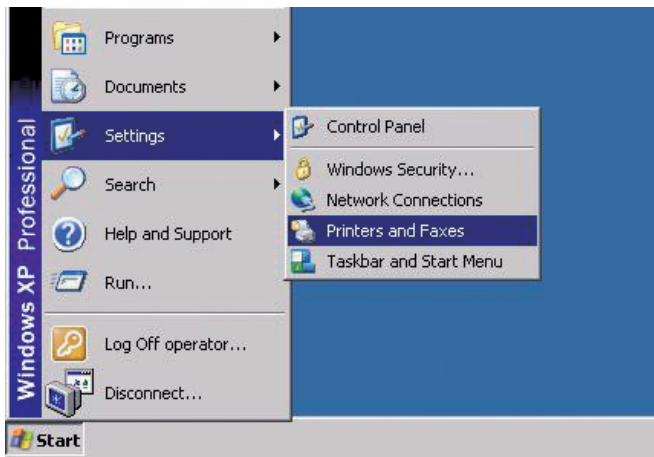 Programs
Documents
Settings
Search
Help and Support
Run...
Log Off operator...
Disconnect...
Control Panel
Windows Security...
Network Connections
Printers and Faxes
Taskbar and Start Menu
Windows XP Professional
Start